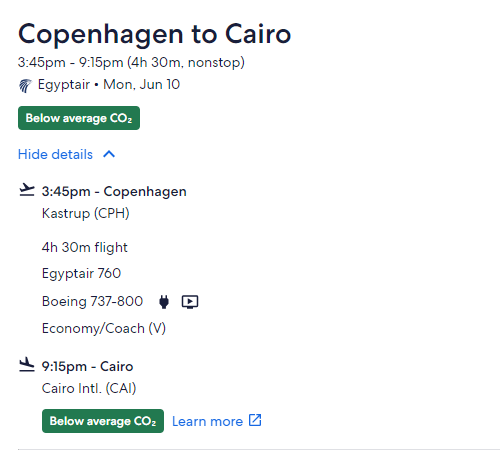 Copenhagen to Cairo
3:45pm - 9:15pm (4h 30m, nonstop)
Egyptair • Mon, Jun 10
Below average CO₂
Hide details
3:45pm - Copenhagen
Kastrup (CPH)
4h 30m flight
Egyptair 760
Boeing 737-800
Economy/Coach (V)
9:15pm - Cairo
Cairo Intl. (CAI)
Below average CO₂ Learn more